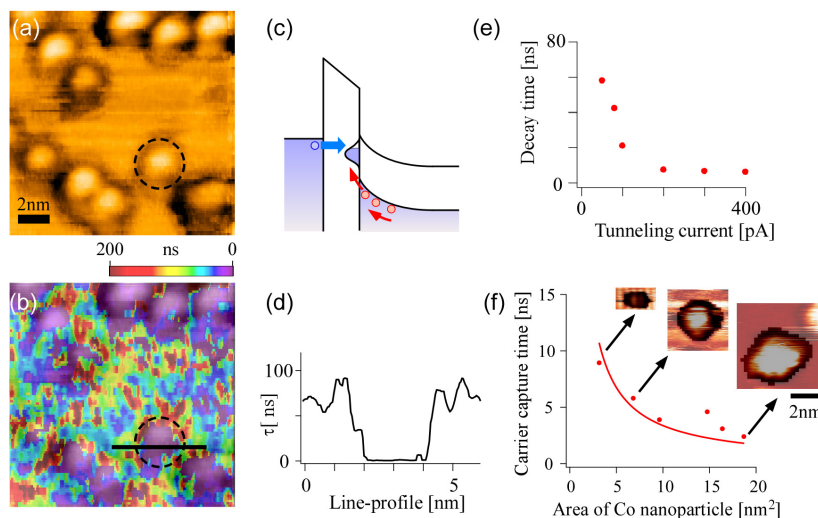 (a)
2nm
200 ns 0
(b)
(c)
(d)
τ[ ns]
100
0
0 5
Line-profile [nm]
(e)
Decay time [ns]
80
0
0 400
Tunneling current [pA]
(f)
Carrier capture time [ns]
15
10
5
0
0 5 10 15 20
2nm
Area of Co nanoparticle [nm²]